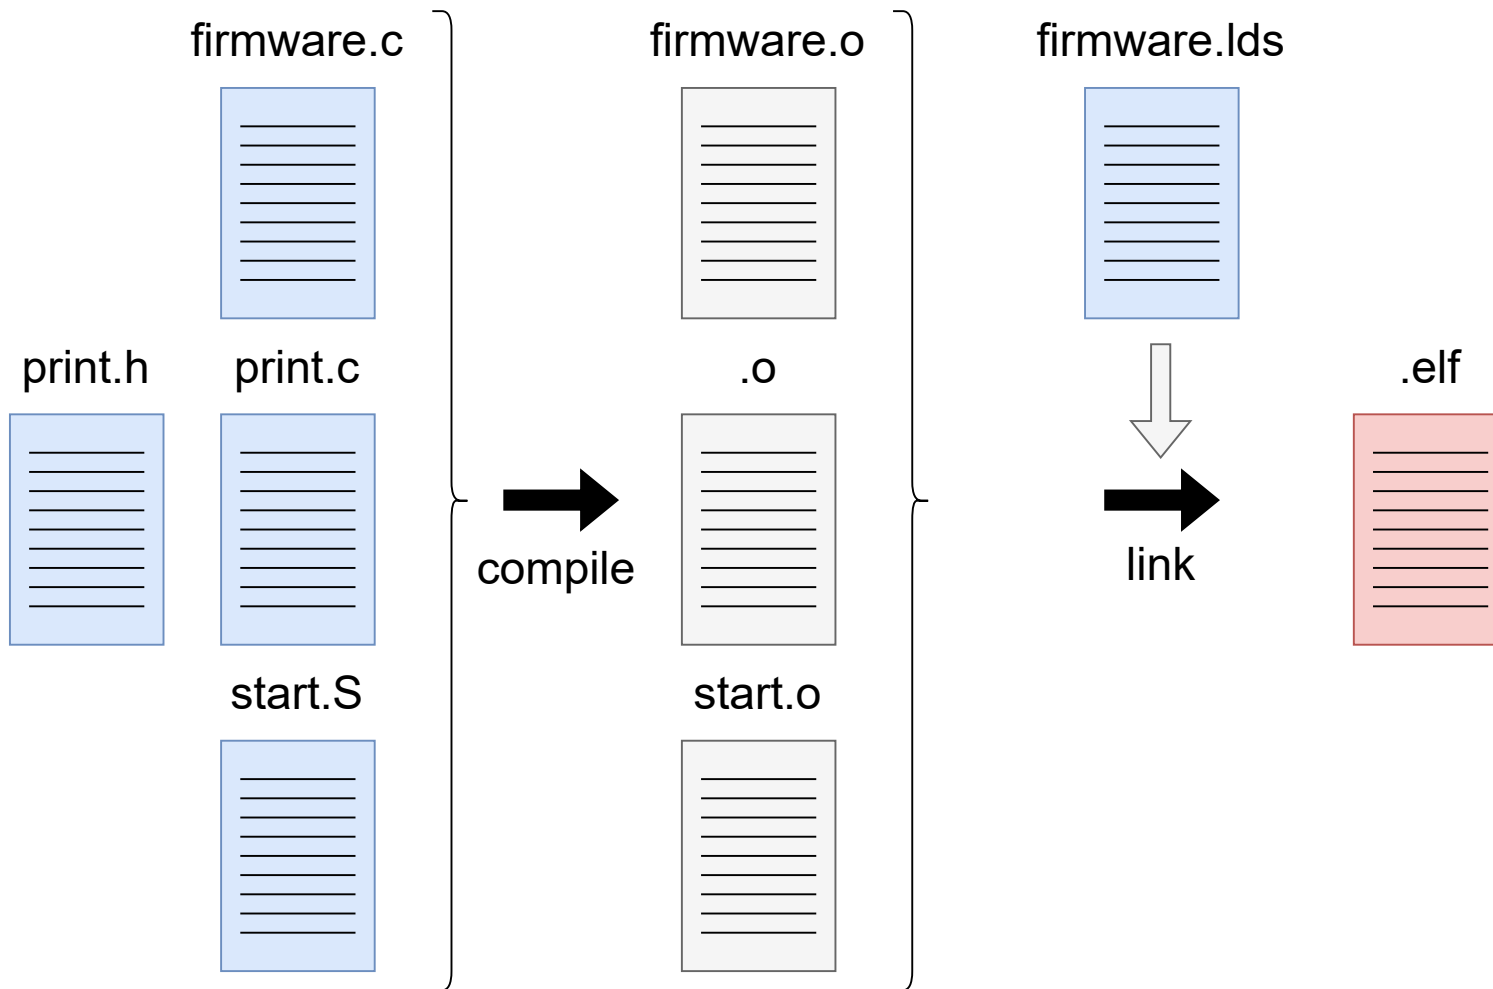 firmware.c
firmware.o
firmware.lds
print.h
print.c
.o
.elf
compile
link
start.S
start.o